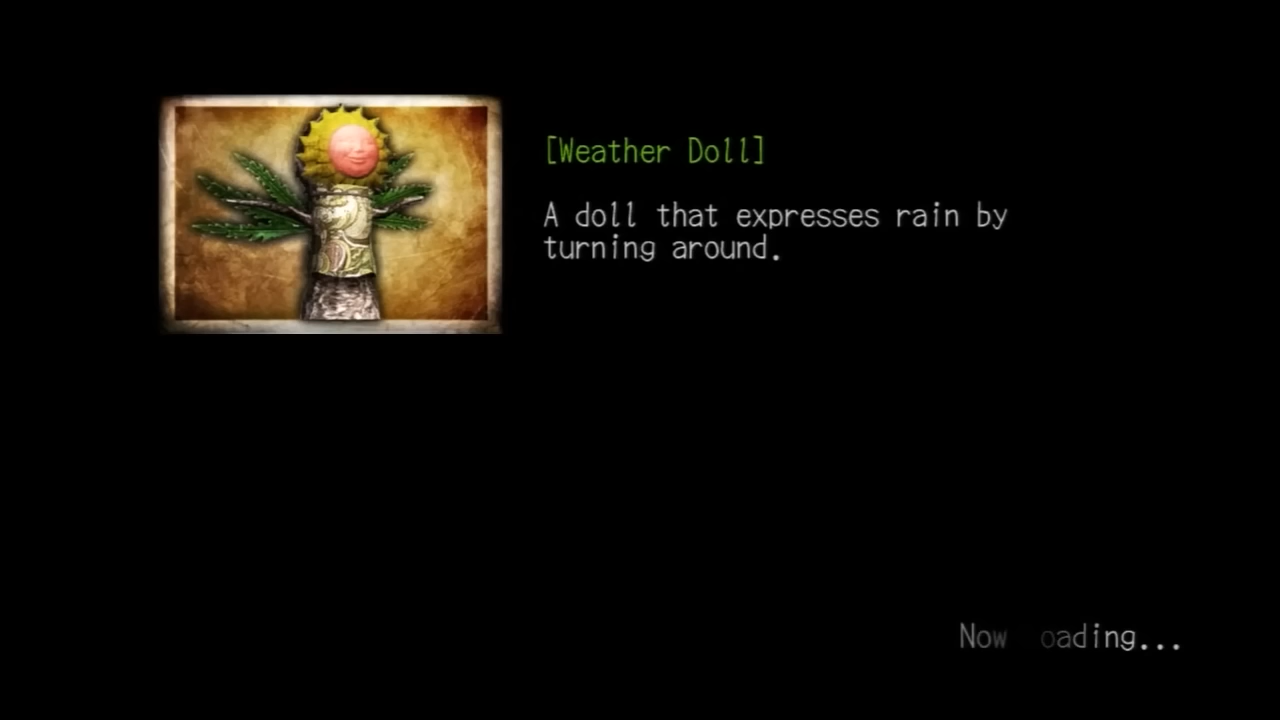 [Weather Doll]
A doll that expresses rain by
turning around.
Now oading...